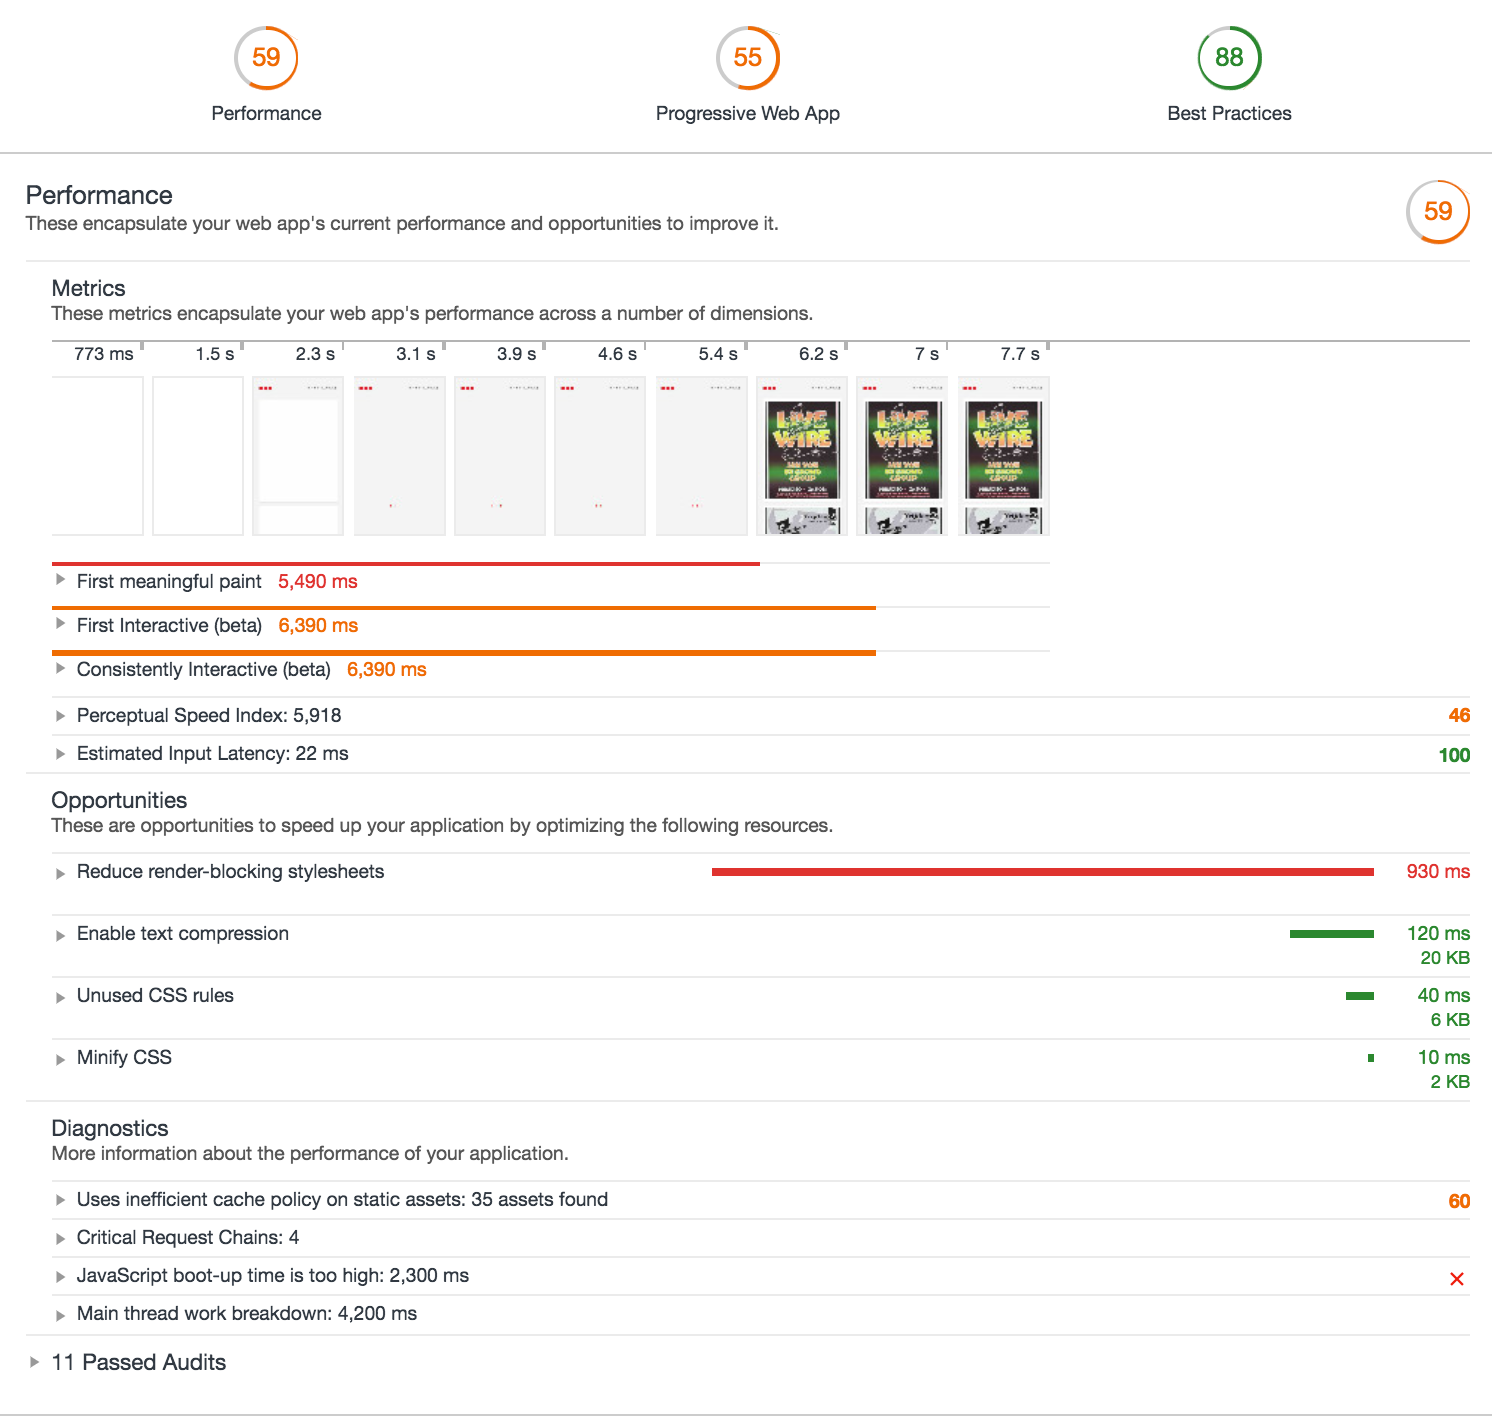 59
55
88
Performance
Progressive Web App
Best Practices
Performance
These encapsulate your web app's current performance and opportunities to improve it.
59
Metrics
These metrics encapsulate your web app's performance across a number of dimensions.
773 ms 1.5 s 2.3 s 3.1 s 3.9 s 4.6 s 5.4 s 6.2 s 7 s 7.7 s
LIVE LIVE LIVE
WIRE WIRE WIRE
First meaningful paint 5,490 ms
First Interactive (beta) 6,390 ms
Consistently Interactive (beta) 6,390 ms
Perceptual Speed Index: 5,918 46
Estimated Input Latency: 22 ms 100
Opportunities
These are opportunities to speed up your application by optimizing the following resources.
Reduce render-blocking stylesheets 930 ms
Enable text compression 120 ms
20 KB
Unused CSS rules 40 ms
6 KB
Minify CSS 10 ms
2 KB
Diagnostics
More information about the performance of your application.
Uses inefficient cache policy on static assets: 35 assets found 60
Critical Request Chains: 4
JavaScript boot-up time is too high: 2,300 ms
Main thread work breakdown: 4,200 ms
11 Passed Audits